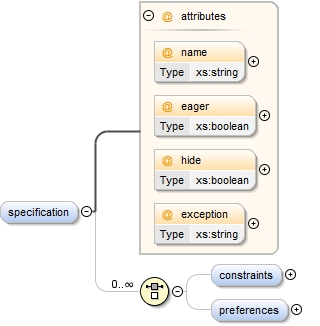 @ attributes
@ name
Type xs:string
@ eager
Type xs:boolean
@ hide
Type xs:boolean
@ exception
Type xs:string
specification
0..∞
constraints
preferences